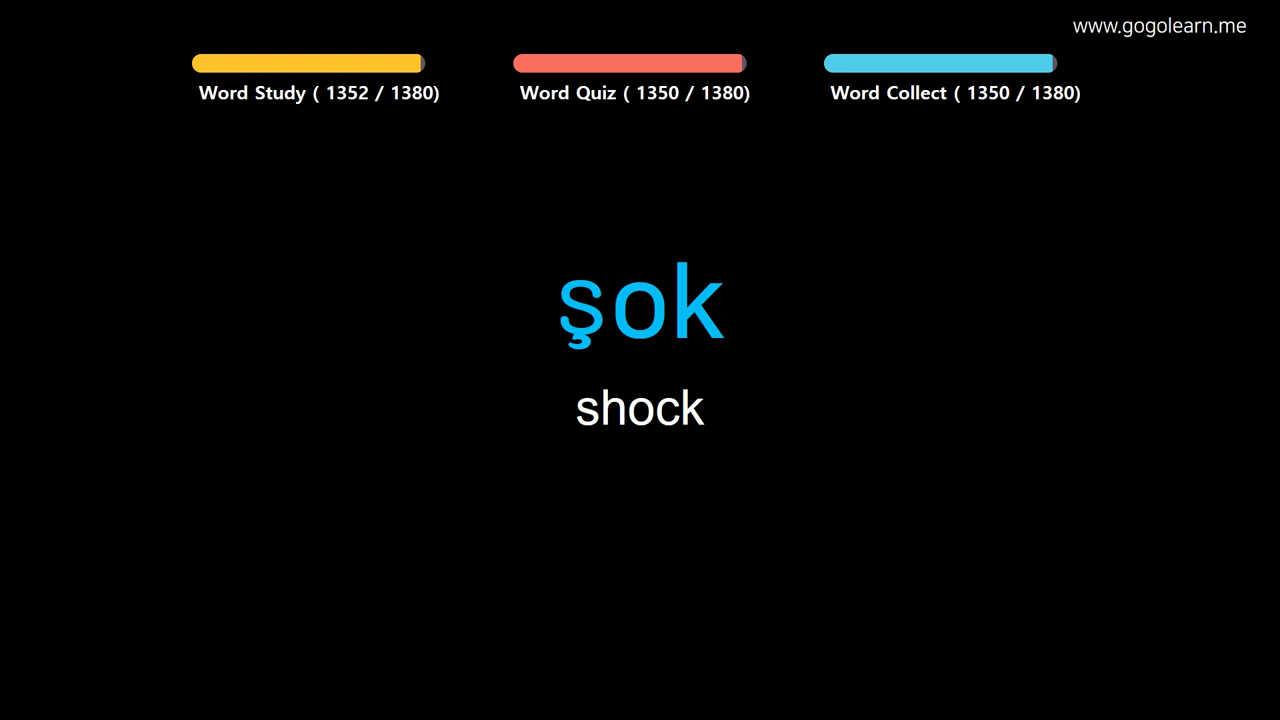 www.gogolearn.me
Word Study ( 1352 / 1380)
Word Quiz ( 1350 / 1380)
Word Collect ( 1350 / 1380)
şok
shock